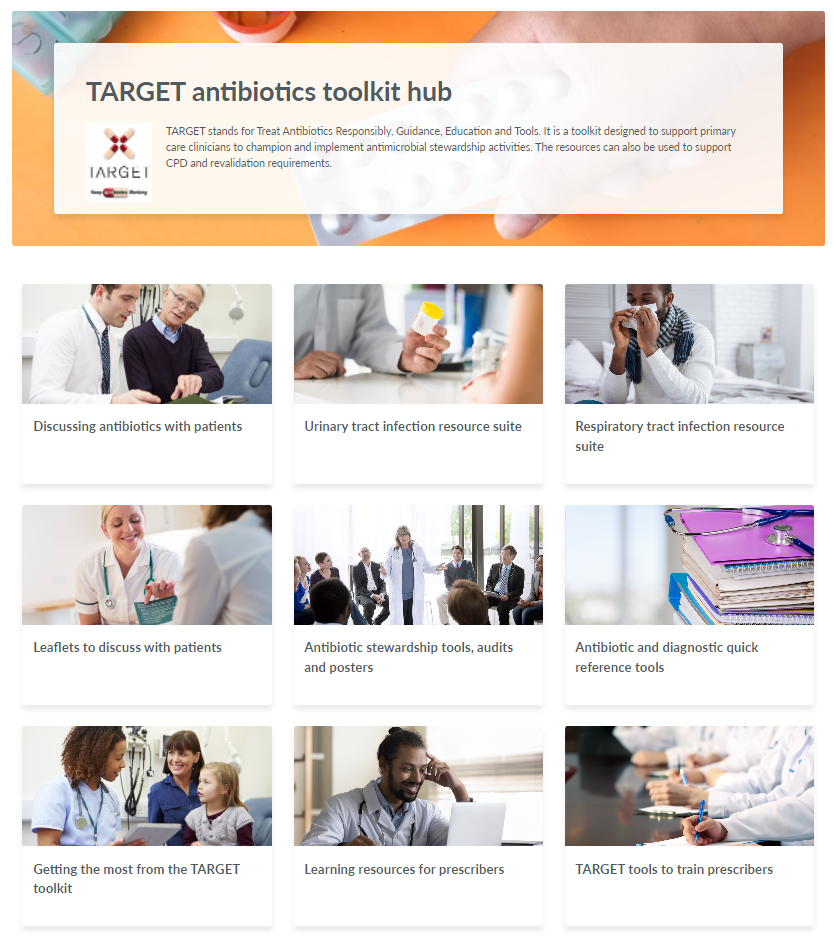 TARGET antibiotics toolkit hub
TARGET
Keep Antibiotics Working
TARGET stands for Treat Antibiotics Responsibly, Guidance, Education and Tools. It is a toolkit designed to support primary
care clinicians to champion and implement antimicrobial stewardship activities. The resources can also be used to support
CPD and revalidation requirements.
Discussing antibiotics with patients
Urinary tract infection resource suite
Respiratory tract infection resource
suite
Leaflets to discuss with patients
Antibiotic stewardship tools, audits
and posters
Antibiotic and diagnostic quick
reference tools
Getting the most from the TARGET
toolkit
Learning resources for prescribers
TARGET tools to train prescribers